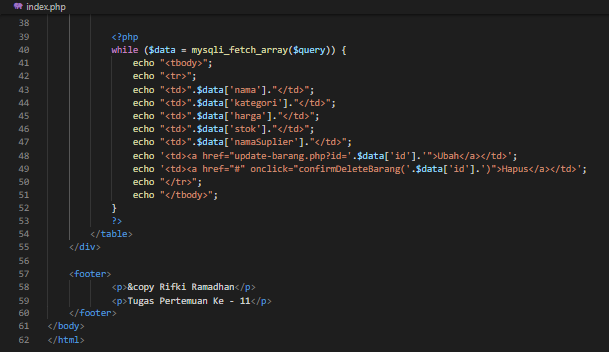 index.php
38
39 <?php
40 while ($data = mysqli_fetch_array($query)) {
41 echo "<tbody>";
42 echo "<tr>";
43 echo "<td>".$data['nama']."</td>";
44 echo "<td>".$data['kategori']."</td>";
45 echo "<td>".$data['harga']."</td>";
46 echo "<td>".$data['stok']."</td>";
47 echo "<td>".$data['namaSuplier']."</td>";
48 echo '<td><a href="update-barang.php?id='.$data['id'].'">Ubah</a></td>';
49 echo '<td><a href="#" onclick="confirmDeleteBarang('.$data['id'].')">Hapus</a></td>';
50 echo "</tr>";
51 echo "</tbody>";
52 }
53 ?>
54 </table>
55 </div>
56
57 <footer>
58 <p>&copy Rifki Ramadhan</p>
59 <p>Tugas Pertemuan Ke - 11</p>
60 </footer>
61 </body>
62 </html>